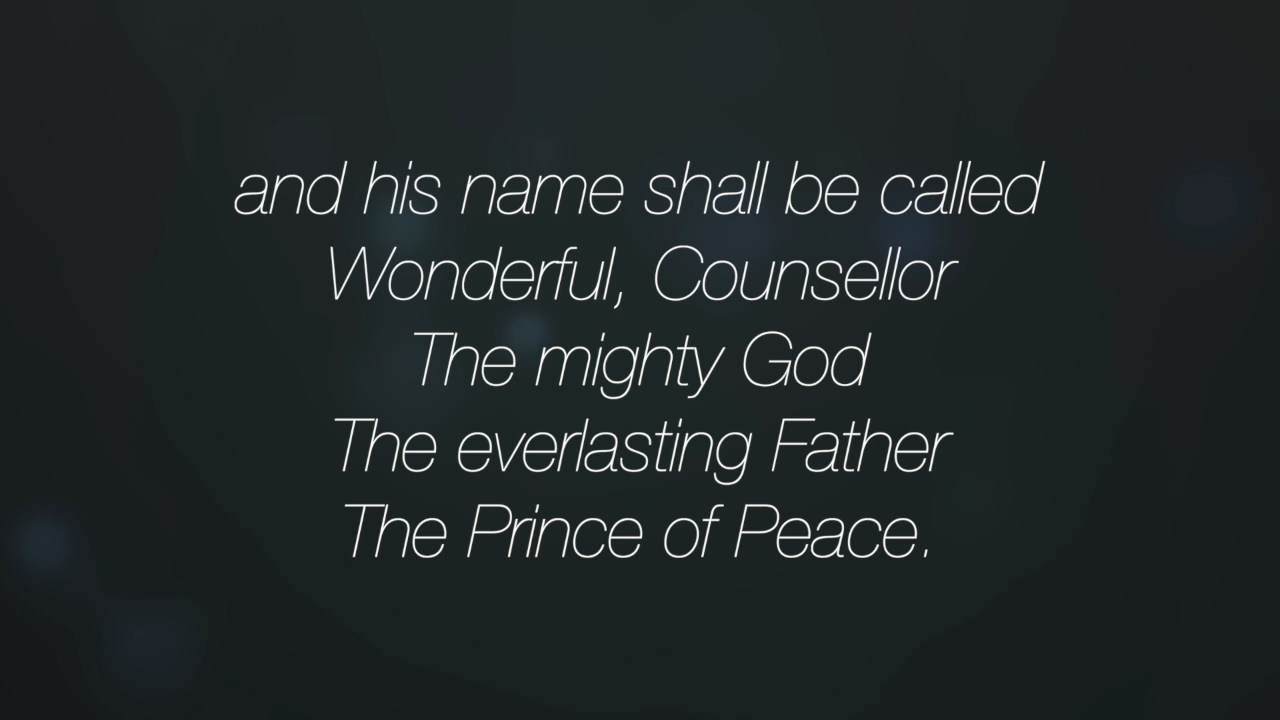 and his name shall be called
Wonderful, Counsellor
The mighty God
The everlasting Father
The Prince of Peace.